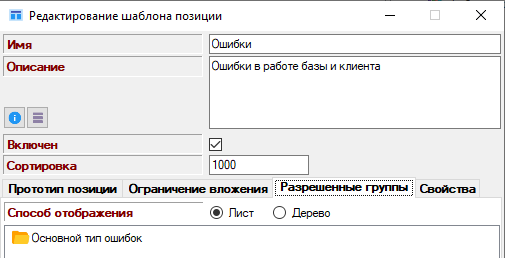 Редактирование шаблона позиции
Имя
Ошибки
Описание
Ошибки в работе базы и клиента
Включен
Сортировка
1000
Прототип позиции Ограничение вложения Разрешенные группы Свойства
Способ отображения
Лист Дерево
Основной тип ошибок